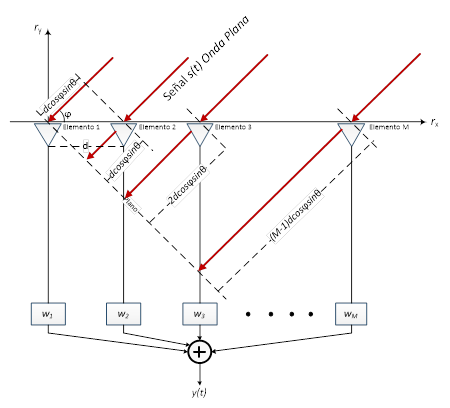 r_y
Señal s(t) Onda Plana
dcosφsinθ
φ
r_x
Elemento 1
Elemento 2
Elemento 3
Elemento M
d
dcosφsinθ
2dcosφsinθ
(M-1)dcosφsinθ
w_1
w_2
w_3
w_M
+
y(t)